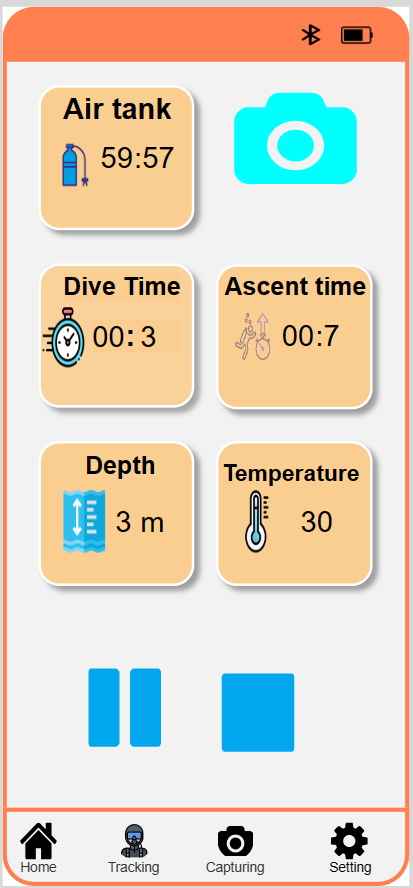 Air tank
59:57
Dive Time
00:3
Ascent time
00:7
Depth
3 m
Temperature
30
Home
Tracking
Capturing
Setting